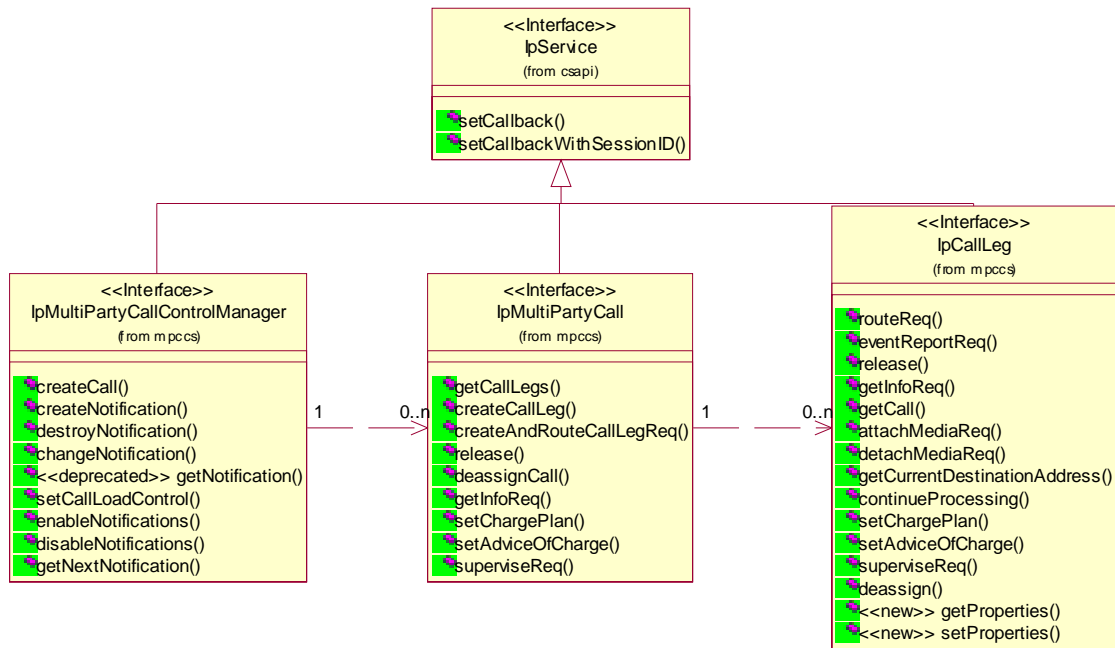 <<Interface>>
IpService
(from csapi)
setCallback()
setCallbackWithSessionID()
<<Interface>>
IpMultiPartyCallControlManager
(from mpccs)
createCall()
createNotification()
destroyNotification()
changeNotification()
<<deprecated>> getNotification()
setCallLoadControl()
enableNotifications()
disableNotifications()
getNextNotification()
1
0..n
<<Interface>>
IpMultiPartyCall
(from mpccs)
getCallLegs()
createCallLeg()
createAndRouteCallLegReq()
release()
deassignCall()
getInfoReq()
setChargePlan()
setAdviceOfCharge()
superviseReq()
1
0..n
<<Interface>>
IpCallLeg
(from mpccs)
routeReq()
eventReportReq()
release()
getInfoReq()
getCall()
attachMediaReq()
detachMediaReq()
getCurrentDestinationAddress()
continueProcessing()
setChargePlan()
setAdviceOfCharge()
superviseReq()
deassign()
<<new>> getProperties()
<<new>> setProperties()